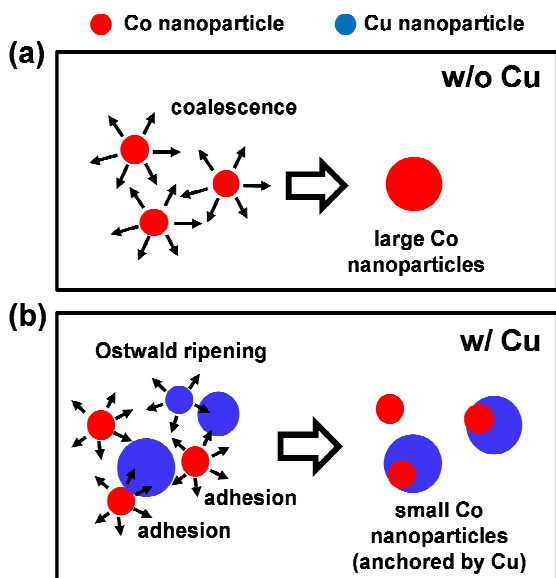 Co nanoparticle Cu nanoparticle
(a)
w/o Cu
coalescence
large Co
nanoparticles
(b)
w/ Cu
Ostwald ripening
adhesion
adhesion
small Co
nanoparticles
(anchored by Cu)